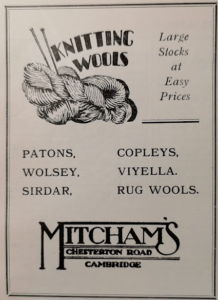 KNITTING
WOOLS
Large
Stocks
at
Easy
Prices
PATONS, COPLEYS,
WOLSEY, VIYELLA.
SIRDAR, RUG WOOLS.
MITCHAM'S
CHESTERTON ROAD
CAMBRIDGE